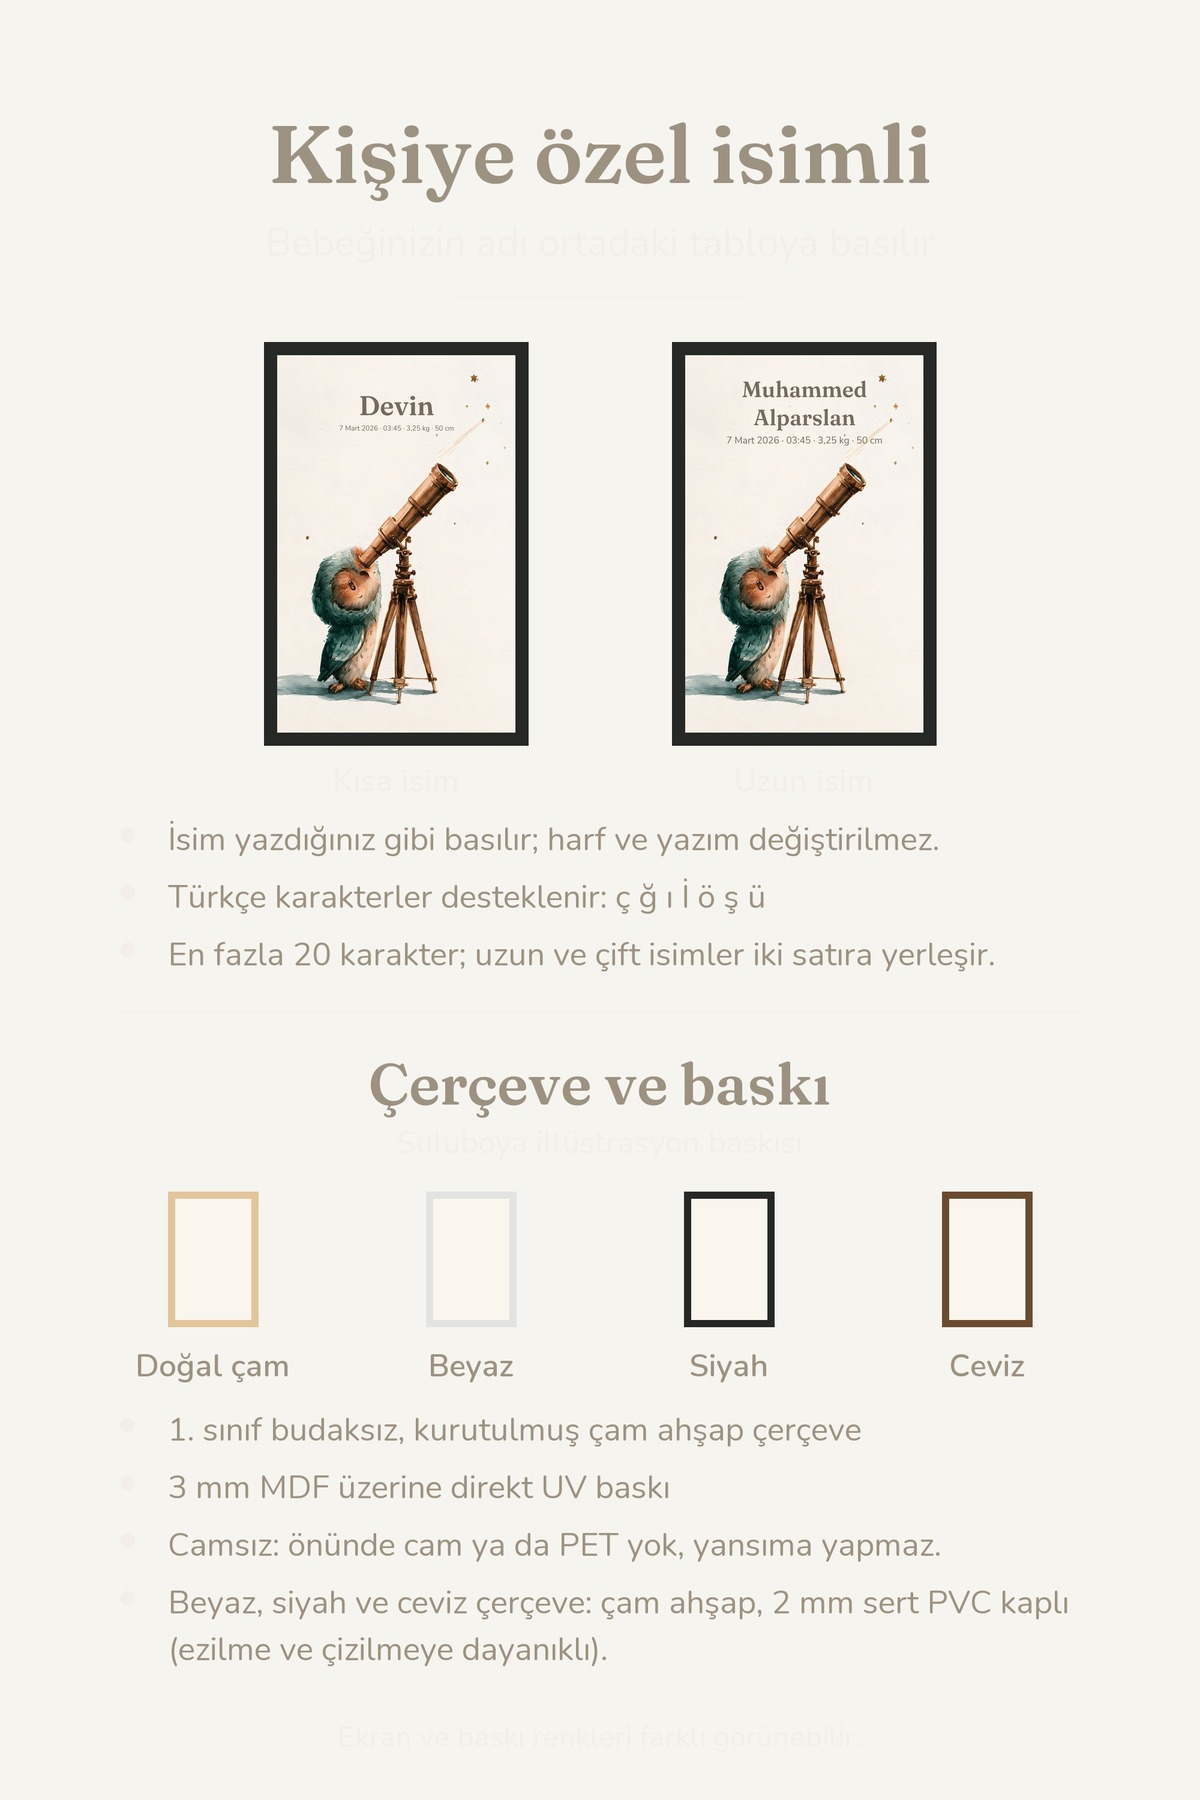 Kişiye özel isimli
Bebeğinizin adı ortadaki tabloya basılır
Devin
7 Mart 2026 · 03:45 · 3,25 kg · 50 cm
Muhammed
Alparslan
7 Mart 2026 · 03:45 · 3,25 kg · 50 cm
Kısa isim
Uzun isim
İsim yazdığınız gibi basılır; harf ve yazım değiştirilmez.
Türkçe karakterler desteklenir: ç ğ ı İ ö ş ü
En fazla 20 karakter; uzun ve çift isimler iki satıra yerleşir.
Çerçeve ve baskı
Suluboya illüstrasyon baskısı
Doğal çam
Beyaz
Siyah
Ceviz
1. sınıf budaksız, kurutulmuş çam ahşap çerçeve
3 mm MDF üzerine direkt UV baskı
Camsız: önünde cam ya da PET yok, yansıma yapmaz.
Beyaz, siyah ve ceviz çerçeve: çam ahşap, 2 mm sert PVC kaplı
(ezilme ve çizilmeye dayanıklı).
Ekran ve baskı renkleri farklı görünebilir.